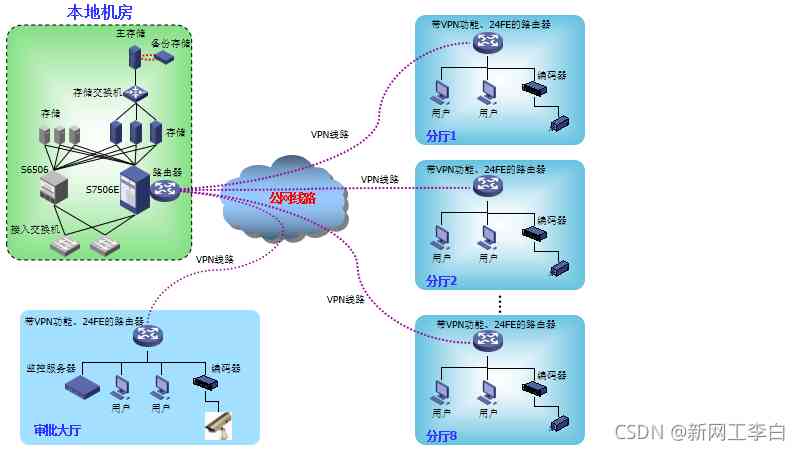 本地机房
主存储
备份存储
存储交换机
存储
存储
S6506
S7506E
路由器
接入交换机
公网线路
VPN线路
VPN线路
VPN线路
VPN线路
带VPN功能、24FE的路由器
编码器
用户
用户
分厅1
带VPN功能、24FE的路由器
编码器
用户
用户
分厅2
带VPN功能、24FE的路由器
编码器
用户
用户
分厅8
带VPN功能、24FE的路由器
监控服务器
编码器
用户
用户
审批大厅
CSDN @新网工李白